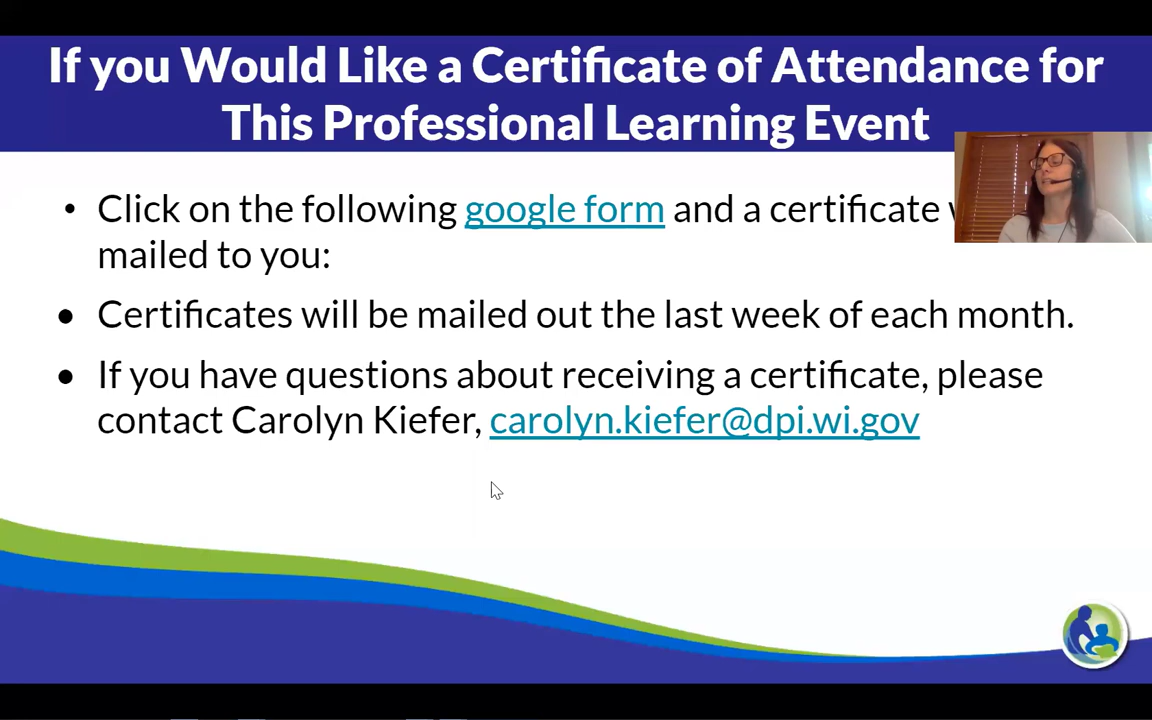 If you Would Like a Certificate of Attendance for
This Professional Learning Event
• Click on the following google form and a certificate
mailed to you:
• Certificates will be mailed out the last week of each month.
• If you have questions about receiving a certificate, please
contact Carolyn Kiefer, carolyn.kiefer@dpi.wi.gov